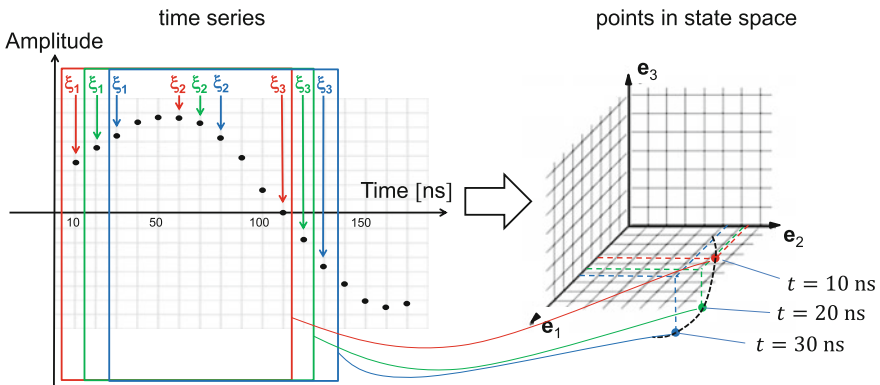 time series
points in state space
Amplitude
ξ1 ξ1 ξ1 ξ2 ξ2 ξ2 ξ3 ξ3 ξ3
e3
Time [ns]
10 50 100 150
e2
e1
t = 10 ns
t = 20 ns
t = 30 ns